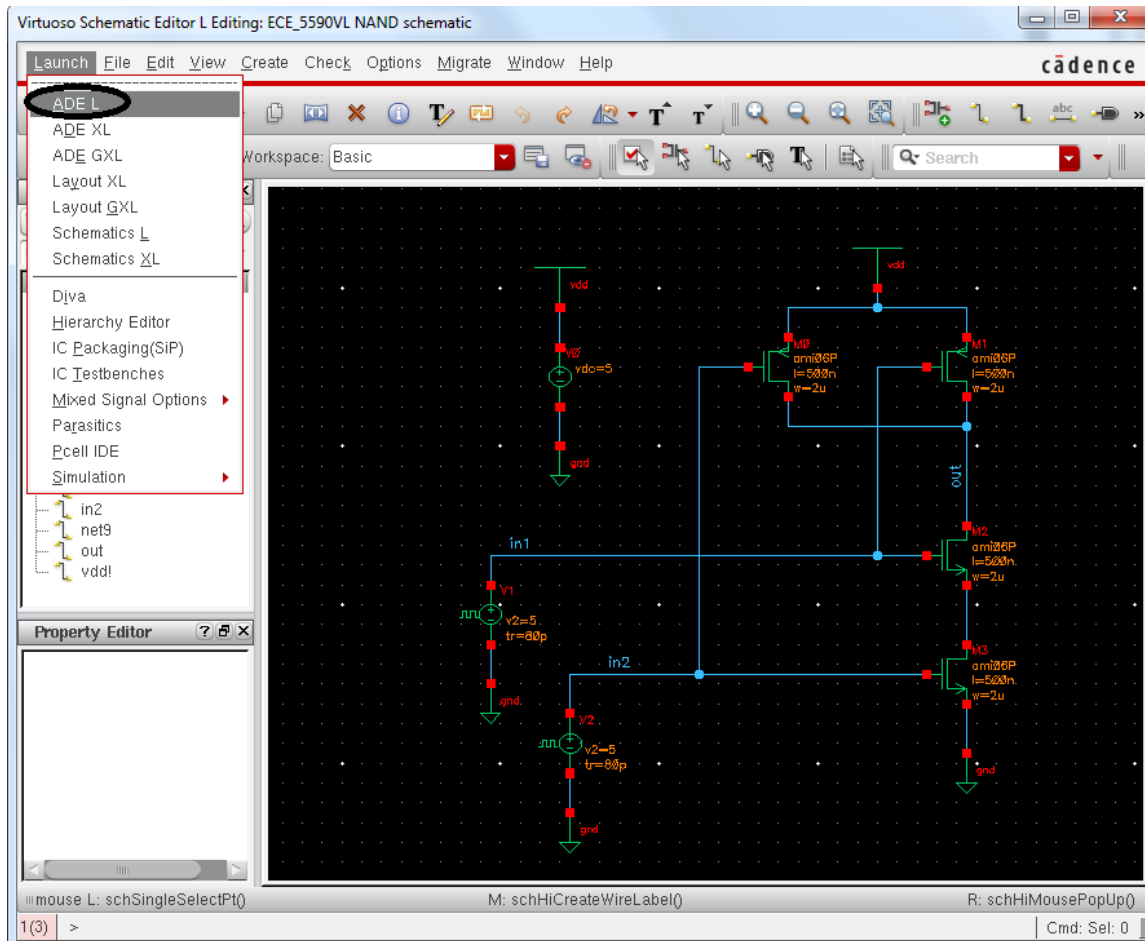 Virtuoso Schematic Editor L Editing: ECE_5590VL NAND schematic
Launch File Edit View Create Check Options Migrate Window Help
cādence
ADE L
ADE XL
ADE GXL
Layout XL
Layout GXL
Schematics L
Schematics XL
Diva
Hierarchy Editor
IC Packaging(SiP)
IC Testbenches
Mixed Signal Options
Parasitics
Pcell IDE
Simulation
abc
»
Workspace: Basic
Search
in2
net9
out
vdd!
Property Editor
vdd
V0
vdc=5
gnd
vdd
M0
ami06P
l=500n
w=2u
M1
ami06P
l=500n
w=2u
out
in1
M2
ami06P
l=500n
w=2u
V1
v2=5
tr=80p
gnd
in2
M3
ami06P
l=500n
w=2u
V2
v2=5
tr=80p
gnd
gnd
mouse L: schSingleSelectPt()
M: schHiCreateWireLabel()
R: schHiMousePopUp()
1(3) >
Cmd: Sel: 0